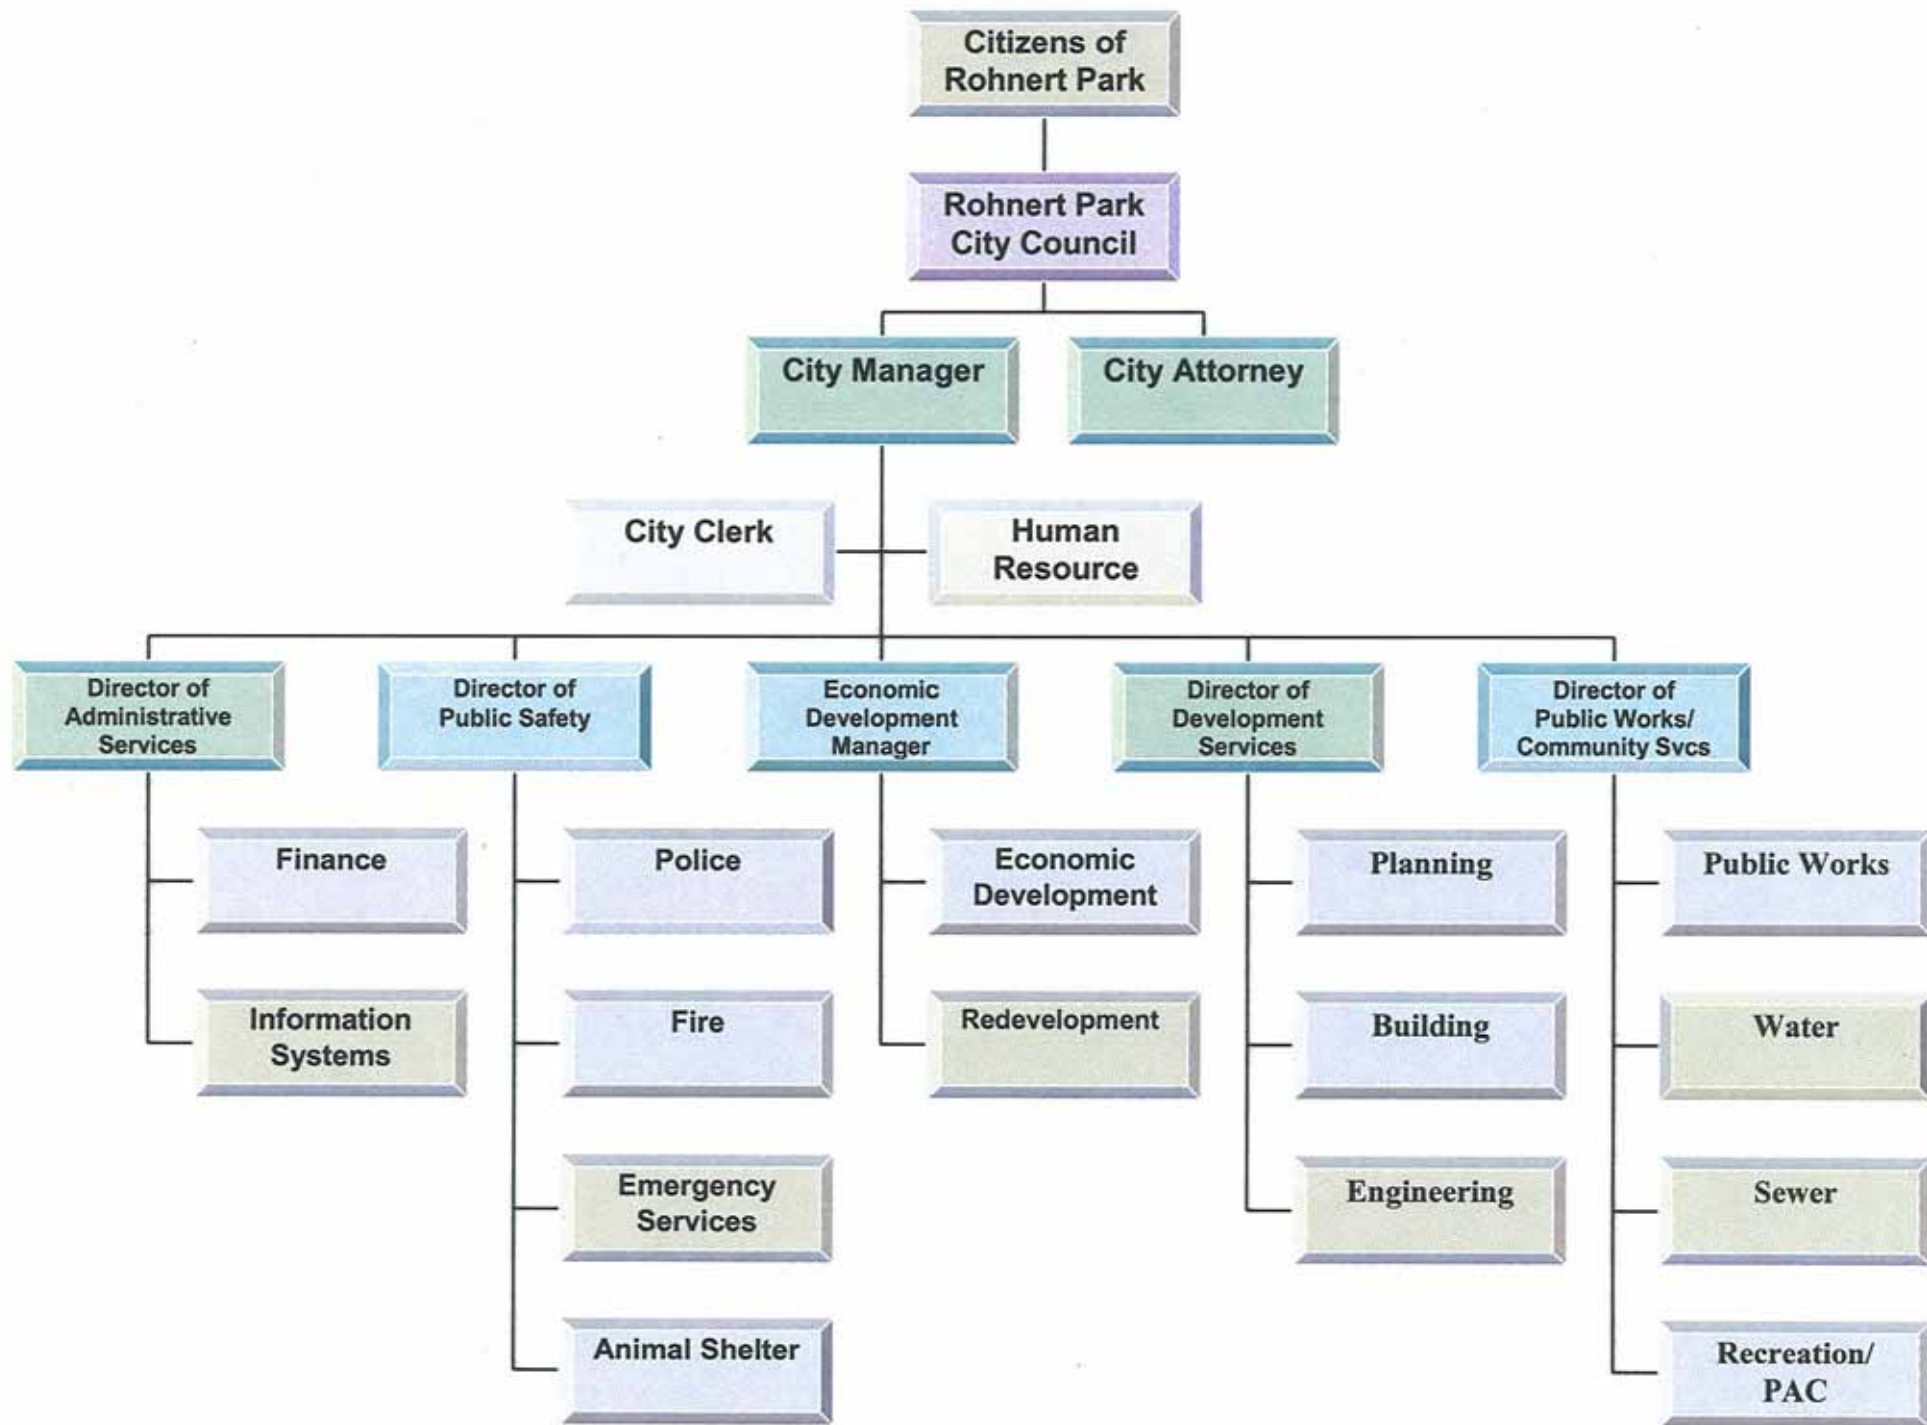 Citizens of
Rohnert Park
Rohnert Park
City Council
City Manager
City Attorney
City Clerk
Human
Resource
Director of
Administrative
Services
Director of
Public Safety
Economic
Development
Manager
Director of
Development
Services
Director of
Public Works/
Community Svcs
Finance
Police
Economic
Development
Planning
Public Works
Information
Systems
Fire
Redevelopment
Building
Water
Emergency
Services
Engineering
Sewer
Animal Shelter
Recreation/
PAC